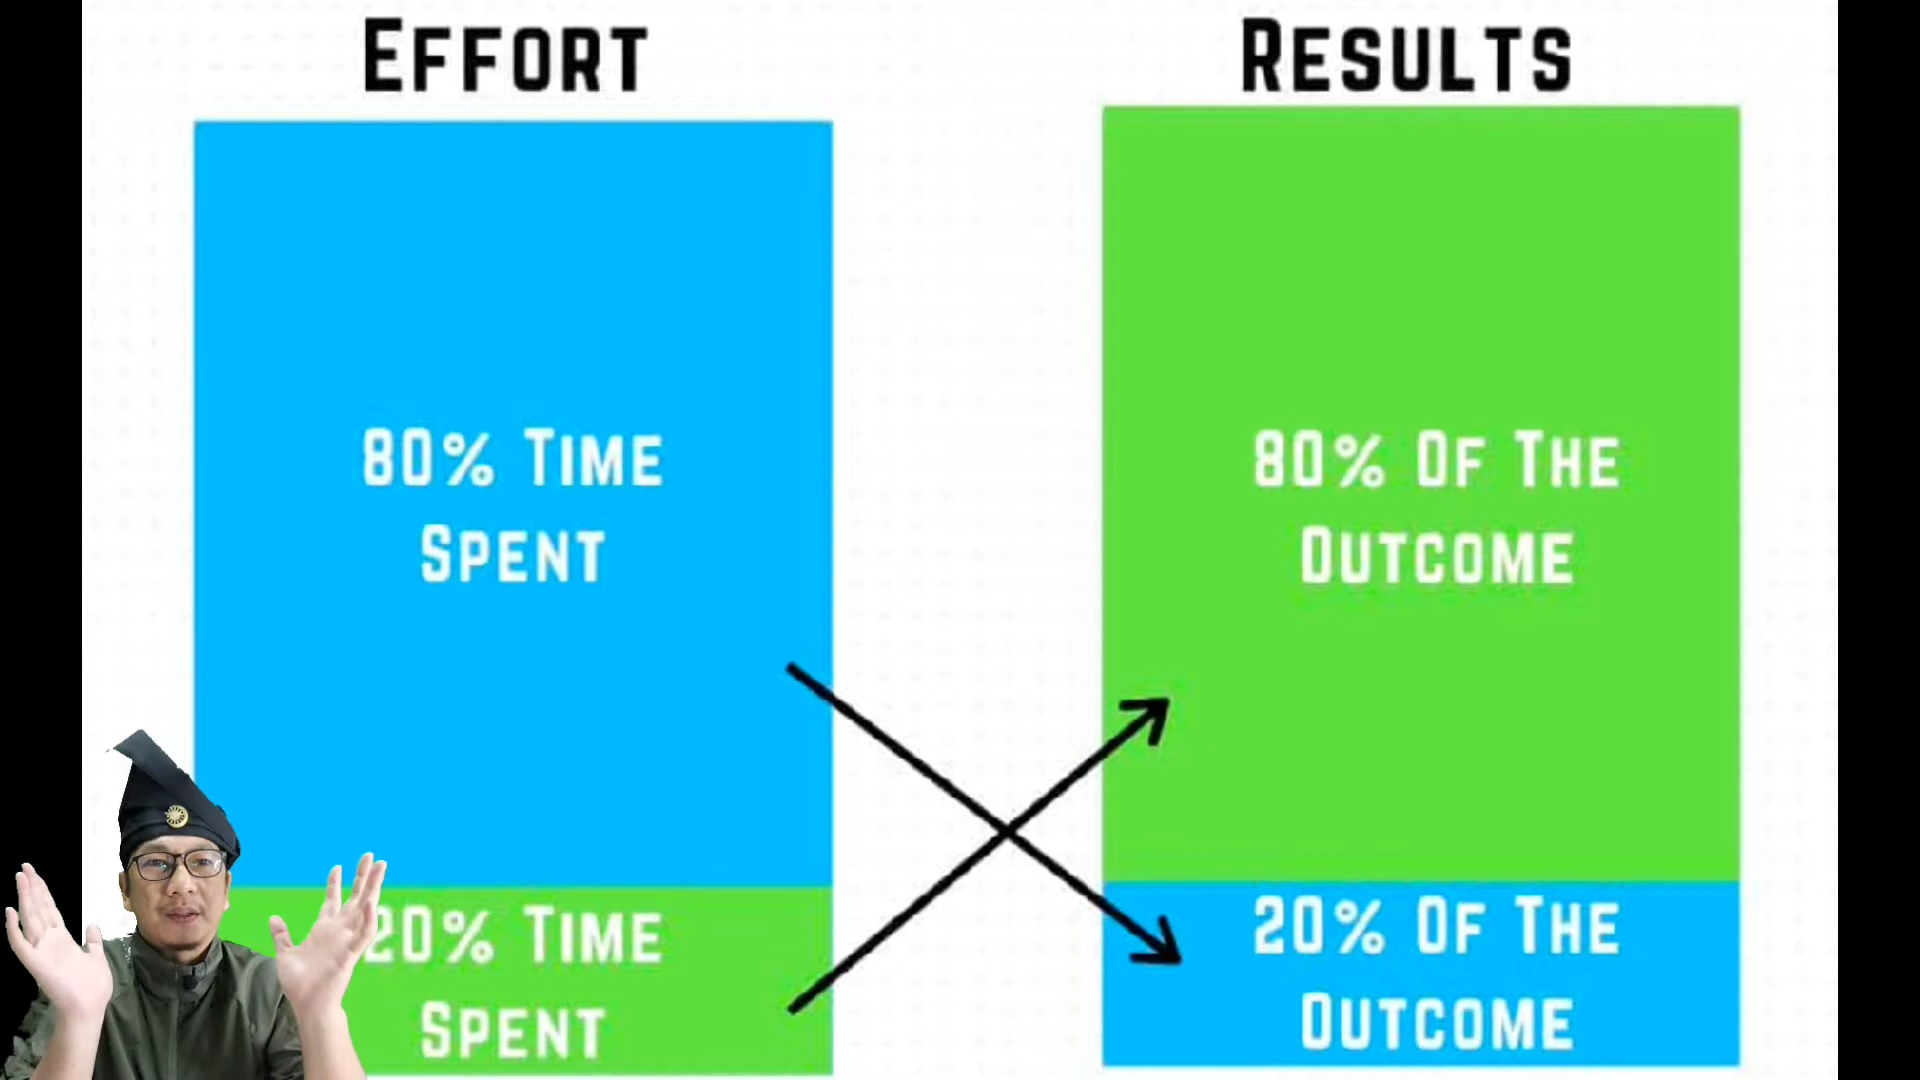 EFFORT
80% TIME
SPENT
20% TIME
SPENT
RESULTS
80% OF THE
OUTCOME
20% OF THE
OUTCOME